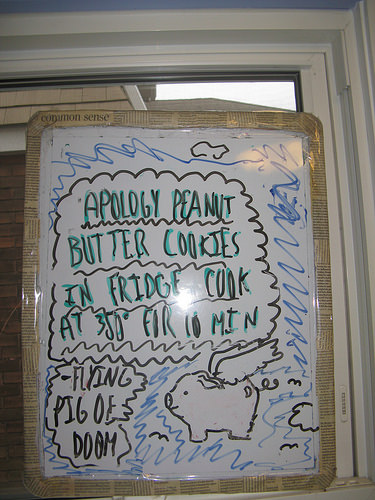 common sense
APOLOGY PEANUT
BUTTER COOKIES
IN FRIDGE COOK
AT 350° FOR 10 MIN
-FLYING
PIG OF
DOOM